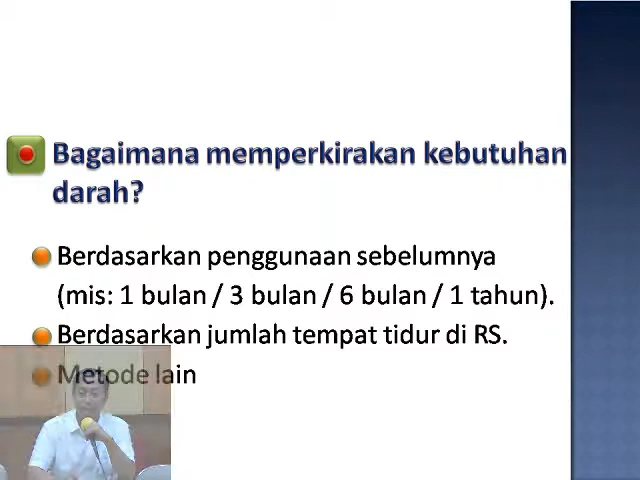 Bagaimana memperkirakan kebutuhan
darah?
Berdasarkan penggunaan sebelumnya
(mis: 1 bulan / 3 bulan / 6 bulan / 1 tahun).
Berdasarkan jumlah tempat tidur di RS.
Metode lain